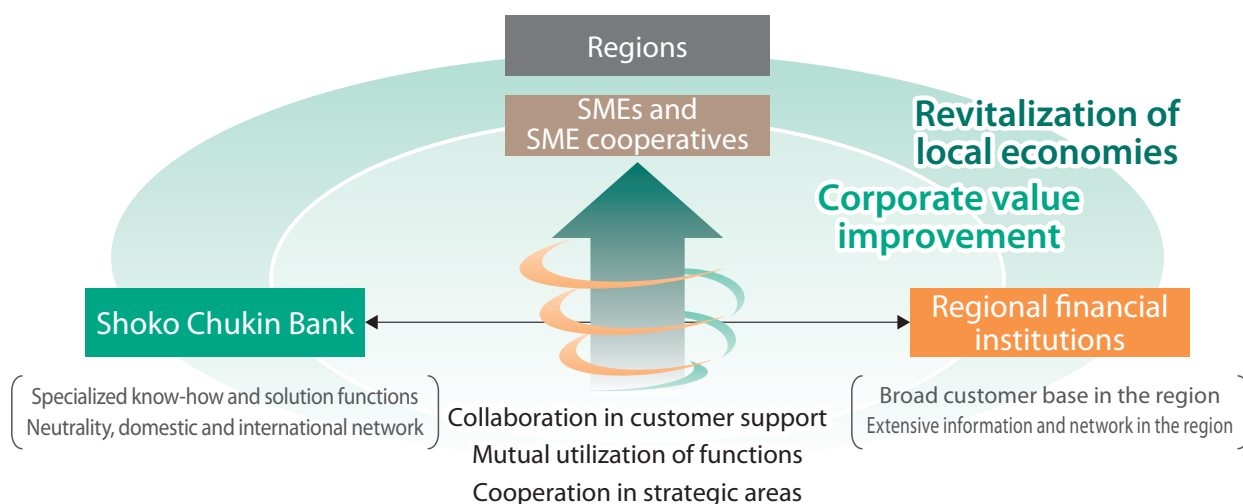 Regions
SMEs and
SME cooperatives
Revitalization of
local economies
Corporate value
improvement
Shoko Chukin Bank
Regional financial
institutions
Specialized know-how and solution functions
Neutrality, domestic and international network
Collaboration in customer support
Mutual utilization of functions
Cooperation in strategic areas
Broad customer base in the region
Extensive information and network in the region